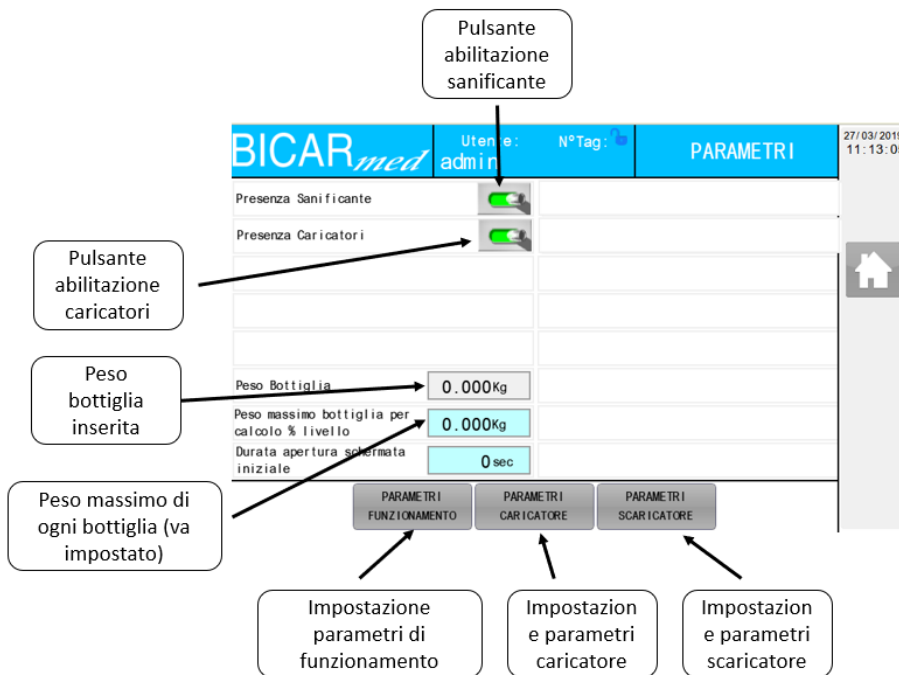 Pulsante
abilitazione
sanificante
BICARmed
Utente:
admin
N°Tag:
PARAMETRI
27/03/2019
11:13:05
Presenza Sanificante
Presenza Caricatori
Pulsante
abilitazione
caricatori
Peso
bottiglia
inserita
Peso Bottiglia
0.000Kg
Peso massimo bottiglia per
calcolo % livello
0.000Kg
Durata apertura schermata
iniziale
0 sec
Peso massimo di
ogni bottiglia (va
impostato)
PARAMETRI
FUNZIONAMENTO
PARAMETRI
CARICATORE
PARAMETRI
SCARICATORE
Impostazione
parametri di
funzionamento
Impostazion
e parametri
caricatore
Impostazion
e parametri
scaricatore